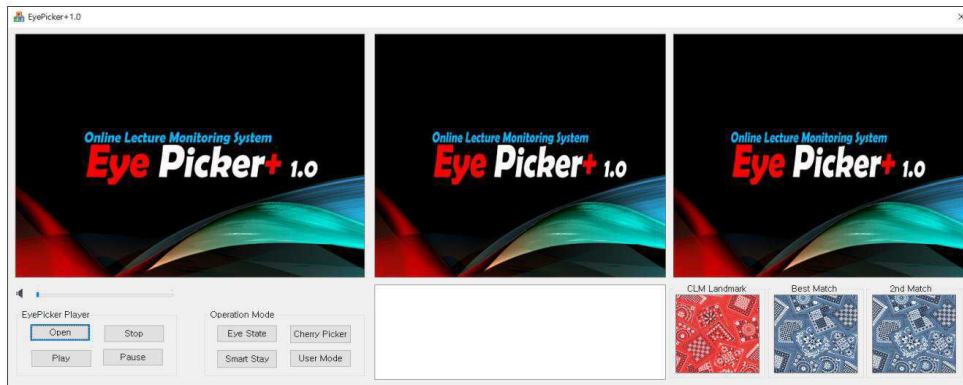 EyePicker+1.0
Online Lecture Monitoring System
Eye Picker+ 1.0
Online Lecture Monitoring System
Eye Picker+ 1.0
Online Lecture Monitoring System
Eye Picker+ 1.0
EyePicker Player
Open
Stop
Play
Pause
Operation Mode
Eye State
Cherry Picker
Smart Stay
User Mode
CLM Landmark
Best Match
2nd Match